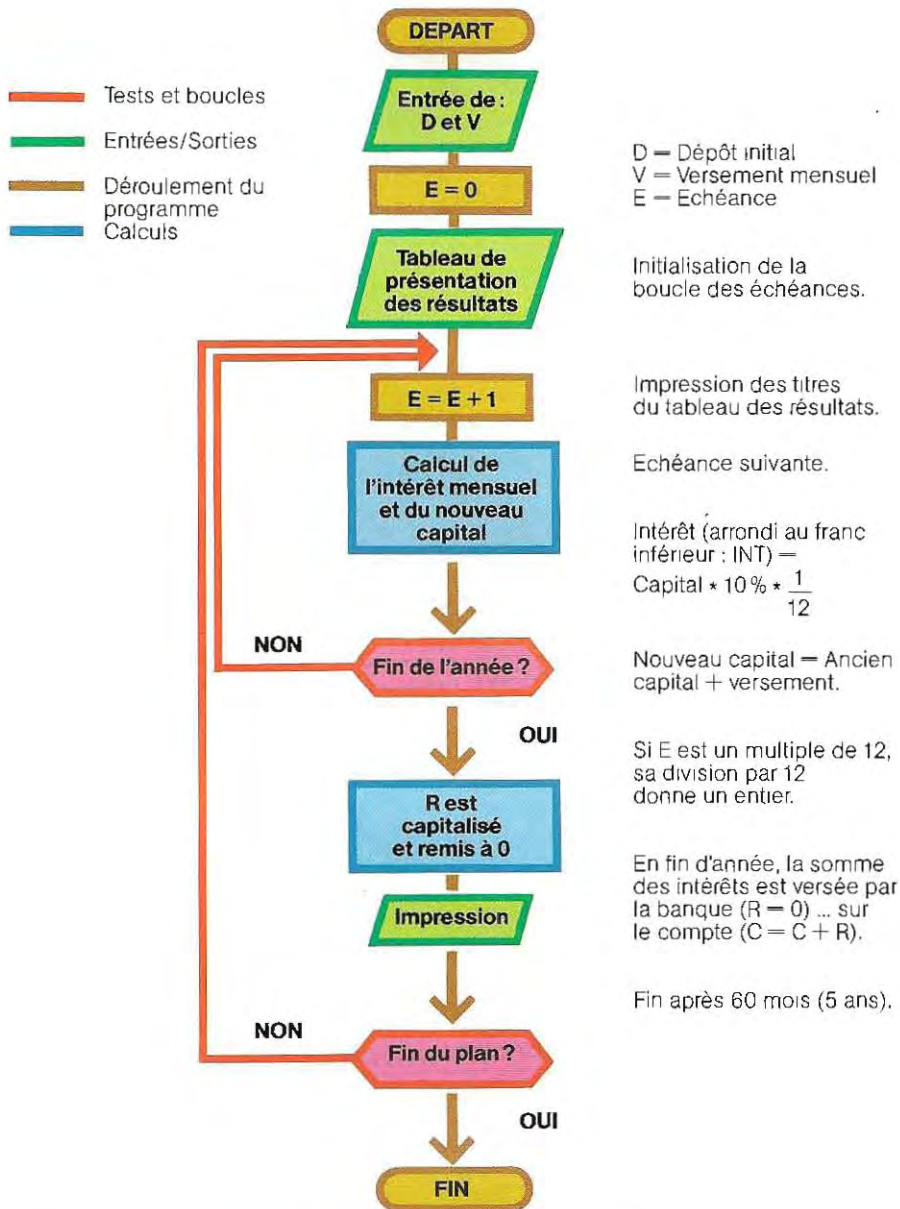 DEPART
Tests et boucles
Entrées/Sorties
Déroulement du
programme
Calculs
Entrée de :
D et V
D = Dépôt initial
V = Versement mensuel
E = Echéance
E = 0
Tableau de
présentation
des résultats
Initialisation de la
boucle des échéances.
E = E + 1
Impression des titres
du tableau des résultats.
Calcul de
l'intérêt mensuel
et du nouveau
capital
Echéance suivante.
Intérêt (arrondi au franc
inférieur : INT) =
Capital * 10 % * 1/12
NON
Fin de l'année ?
Nouveau capital = Ancien
capital + versement.
OUI
Si E est un multiple de 12,
sa division par 12
donne un entier.
R est
capitalisé
et remis à 0
En fin d'année, la somme
des intérêts est versée par
la banque (R = 0) ... sur
le compte (C = C + R).
Impression
Fin après 60 mois (5 ans).
NON
Fin du plan ?
OUI
FIN